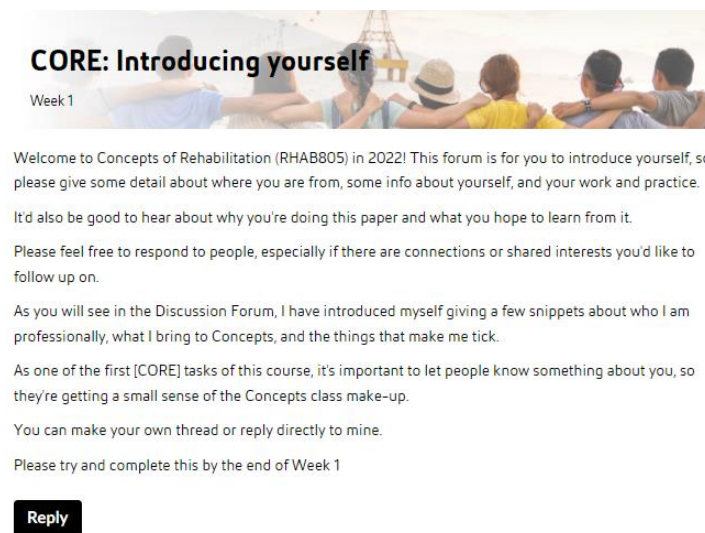 CORE: Introducing yourself
Week 1
Welcome to Concepts of Rehabilitation (RHAB805) in 2022! This forum is for you to introduce yourself, so
please give some detail about where you are from, some info about yourself, and your work and practice.
It'd also be good to hear about why you're doing this paper and what you hope to learn from it.
Please feel free to respond to people, especially if there are connections or shared interests you'd like to
follow up on.
As you will see in the Discussion Forum, I have introduced myself giving a few snippets about who I am
professionally, what I bring to Concepts, and the things that make me tick.
As one of the first [CORE] tasks of this course, it's important to let people know something about you, so
they're getting a small sense of the Concepts class make-up.
You can make your own thread or reply directly to mine.
Please try and complete this by the end of Week 1
Reply